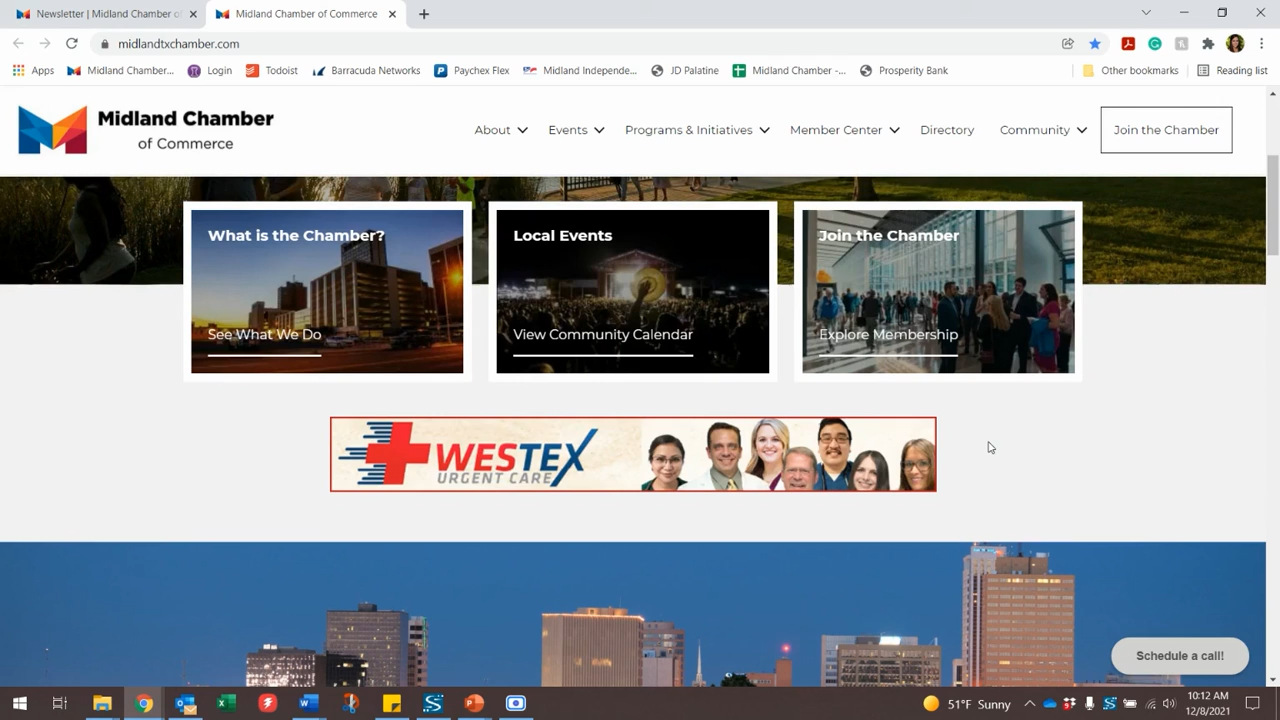 Newsletter | Midland Chamber o
Midland Chamber of Commerce
midlandtxchamber.com
Apps
Midland Chamber...
Login
Todoist
Barracuda Networks
Paychex Flex
Midland Independe...
JD Palatine
Midland Chamber -...
Prosperity Bank
Other bookmarks
Reading list
Midland Chamber
of Commerce
About
Events
Programs & Initiatives
Member Center
Directory
Community
Join the Chamber
What is the Chamber?
See What We Do
Local Events
View Community Calendar
Join the Chamber
Explore Membership
WESTEX
URGENT CARE
Schedule a call!
51°F Sunny
10:12 AM
12/8/2021